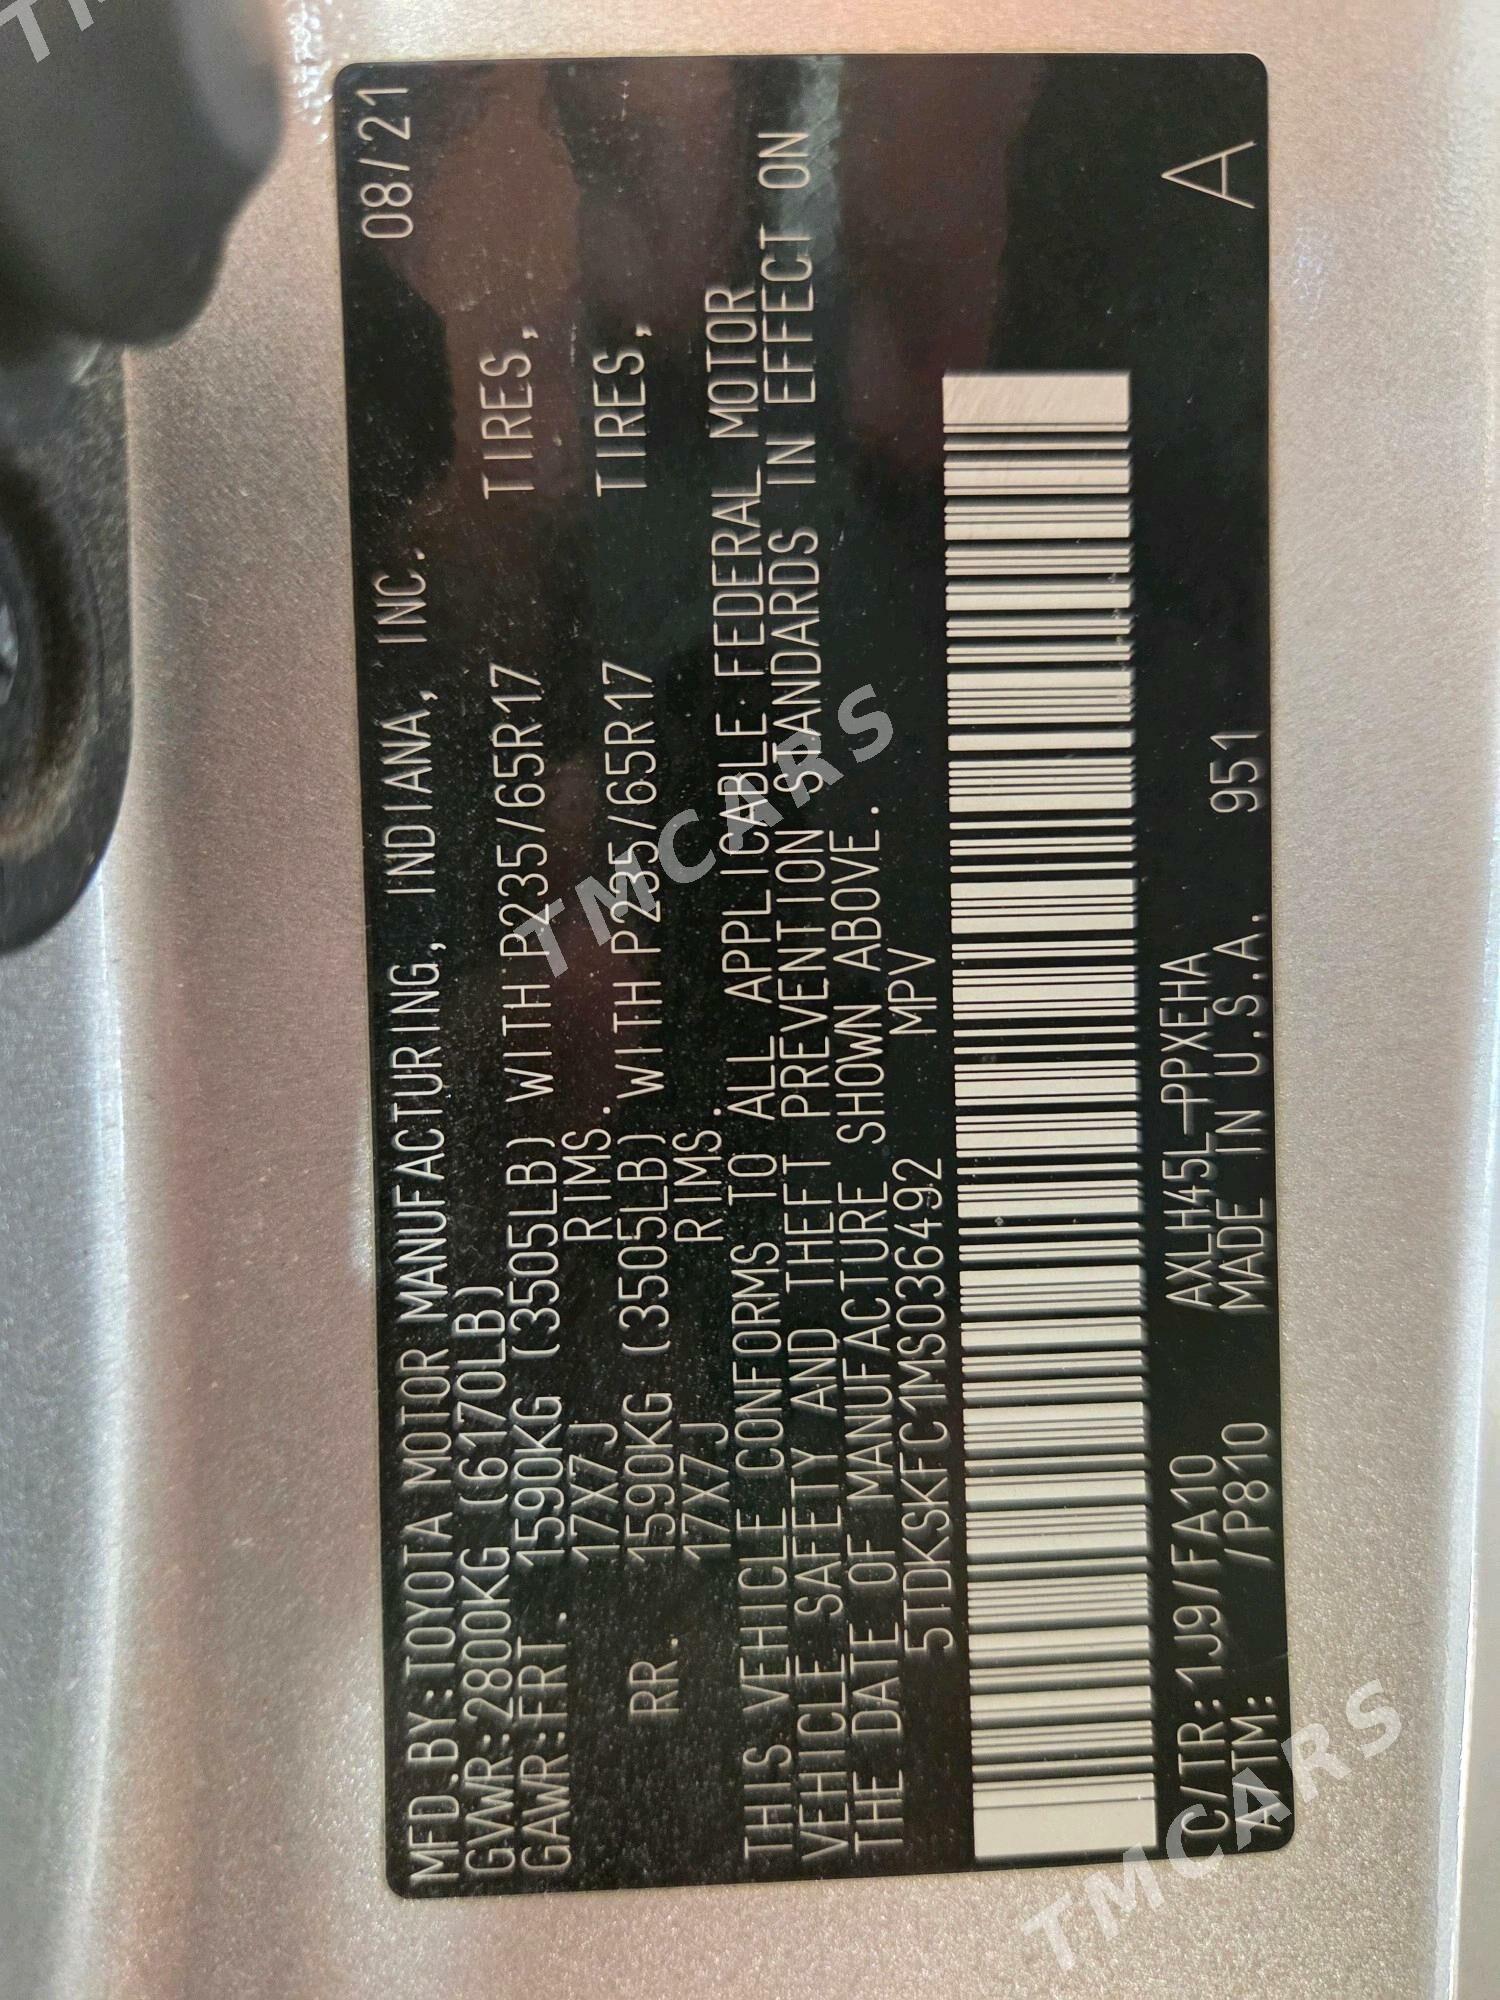 MFD.BY:TOYOTA MOTOR MANUFACTURING, INDIANA, INC. 08/21
GVWR:2800KG (6170LB)
GAWR:FRT. 1590KG (3505LB) WITH P235/65R17 TIRES,
17X7J RIMS.
RR. 1590KG (3505LB) WITH P235/65R17 TIRES,
17X7J RIMS.
THIS VEHICLE CONFORMS TO ALL APPLICABLE FEDERAL MOTOR
VEHICLE SAFETY AND THEFT PREVENTION STANDARDS IN EFFECT ON
THE DATE OF MANUFACTURE SHOWN ABOVE.
5TDKSKFC1MS036492 MPV
C/TR:1J9/FA10 AXLH45L-PPXEHA A
A/TM: /P810 MADE IN U.S.A. 951
TMCARS
TMCARS